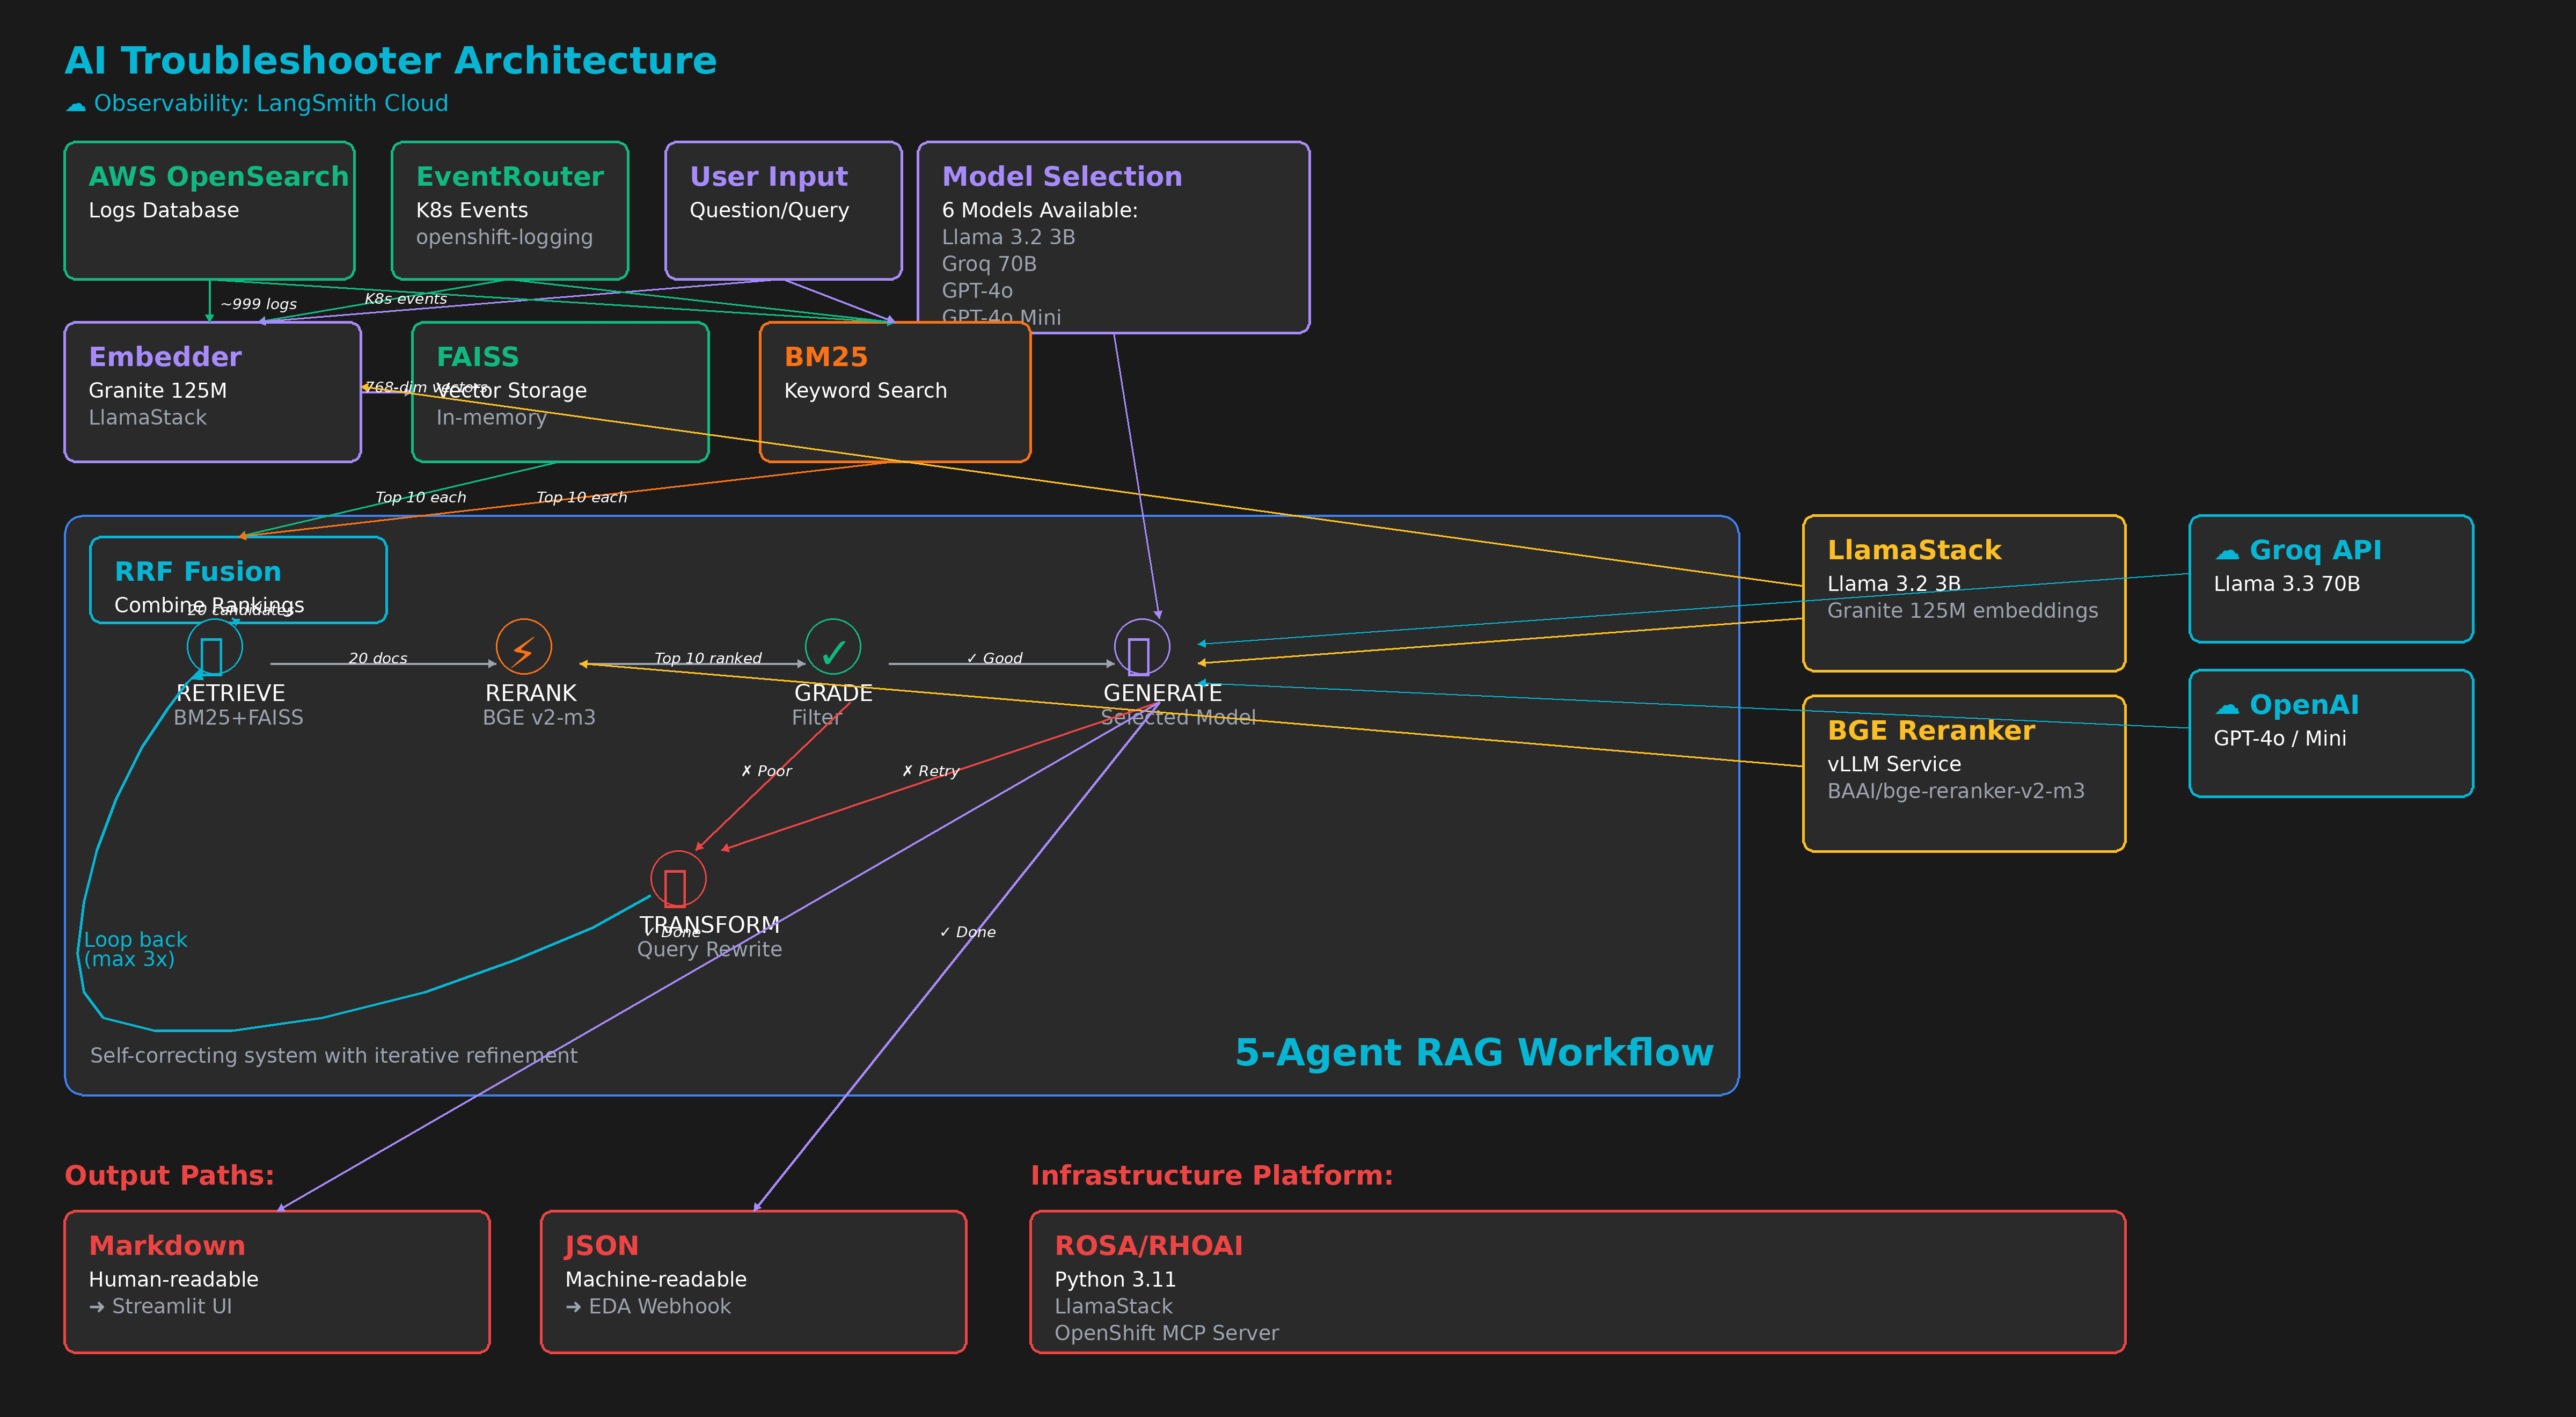 AI Troubleshooter Architecture
☁ Observability: LangSmith Cloud
AWS OpenSearch
Logs Database
EventRouter
K8s Events
openshift-logging
User Input
Question/Query
Model Selection
6 Models Available:
Llama 3.2 3B
Groq 70B
GPT-4o
GPT-4o Mini
~999 logs
K8s events
Embedder
Granite 125M
LlamaStack
768-dim vectors
FAISS
Vector Storage
In-memory
BM25
Keyword Search
Top 10 each
Top 10 each
RRF Fusion
Combine Rankings
20 candidates
RETRIEVE
BM25+FAISS
20 docs
⚡
RERANK
BGE v2-m3
Top 10 ranked
✓
GRADE
Filter
✓ Good
GENERATE
Selected Model
✗ Poor
✗ Retry
TRANSFORM
Query Rewrite
✓ Done
✓ Done
Loop back
(max 3x)
Self-correcting system with iterative refinement
5-Agent RAG Workflow
LlamaStack
Llama 3.2 3B
Granite 125M embeddings
☁ Groq API
Llama 3.3 70B
BGE Reranker
vLLM Service
BAAI/bge-reranker-v2-m3
☁ OpenAI
GPT-4o / Mini
Output Paths:
Markdown
Human-readable
➜ Streamlit UI
JSON
Machine-readable
➜ EDA Webhook
Infrastructure Platform:
ROSA/RHOAI
Python 3.11
LlamaStack
OpenShift MCP Server